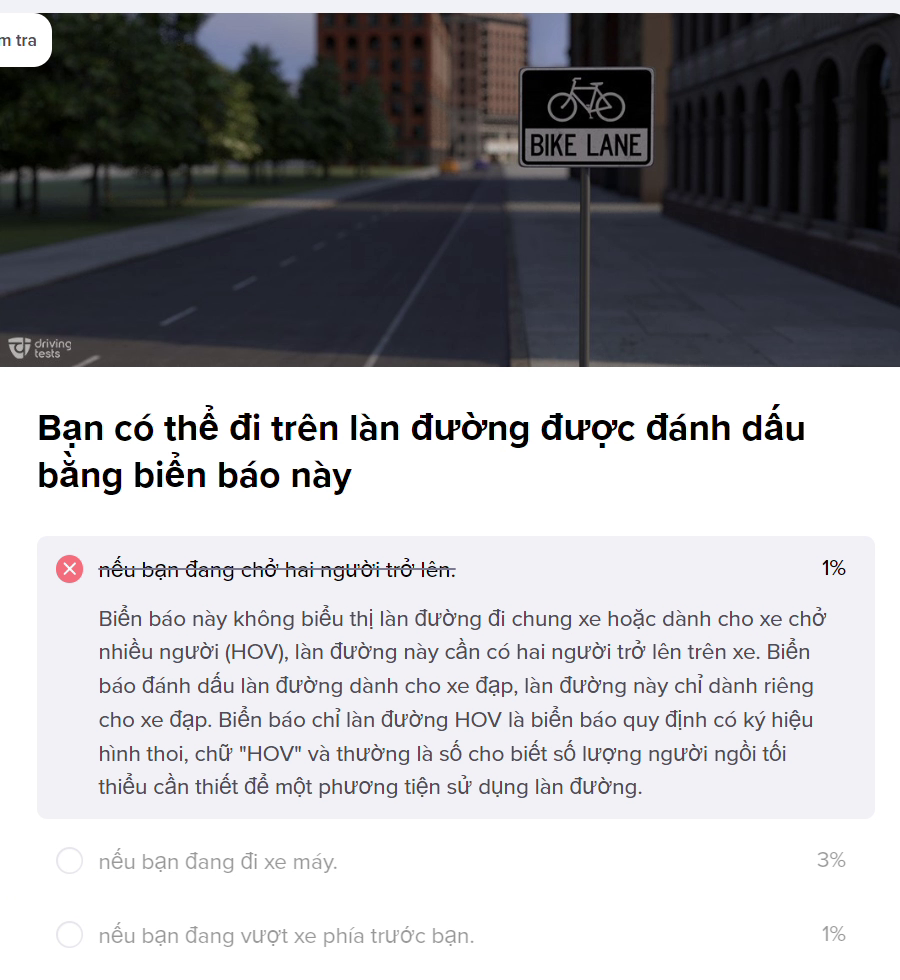 m tra
BIKE LANE
driving
tests
Bạn có thể đi trên làn đường được đánh dấu
bằng biển báo này
nếu bạn đang chở hai người trở lên.
1%
Biển báo này không biểu thị làn đường đi chung xe hoặc dành cho xe chở
nhiều người (HOV), làn đường này cần có hai người trở lên trên xe. Biển
báo đánh dấu làn đường dành cho xe đạp, làn đường này chỉ dành riêng
cho xe đạp. Biển báo chỉ làn đường HOV là biển báo quy định có ký hiệu
hình thoi, chữ "HOV" và thường là số cho biết số lượng người ngồi tối
thiểu cần thiết để một phương tiện sử dụng làn đường.
nếu bạn đang đi xe máy.
3%
nếu bạn đang vượt xe phía trước bạn.
1%